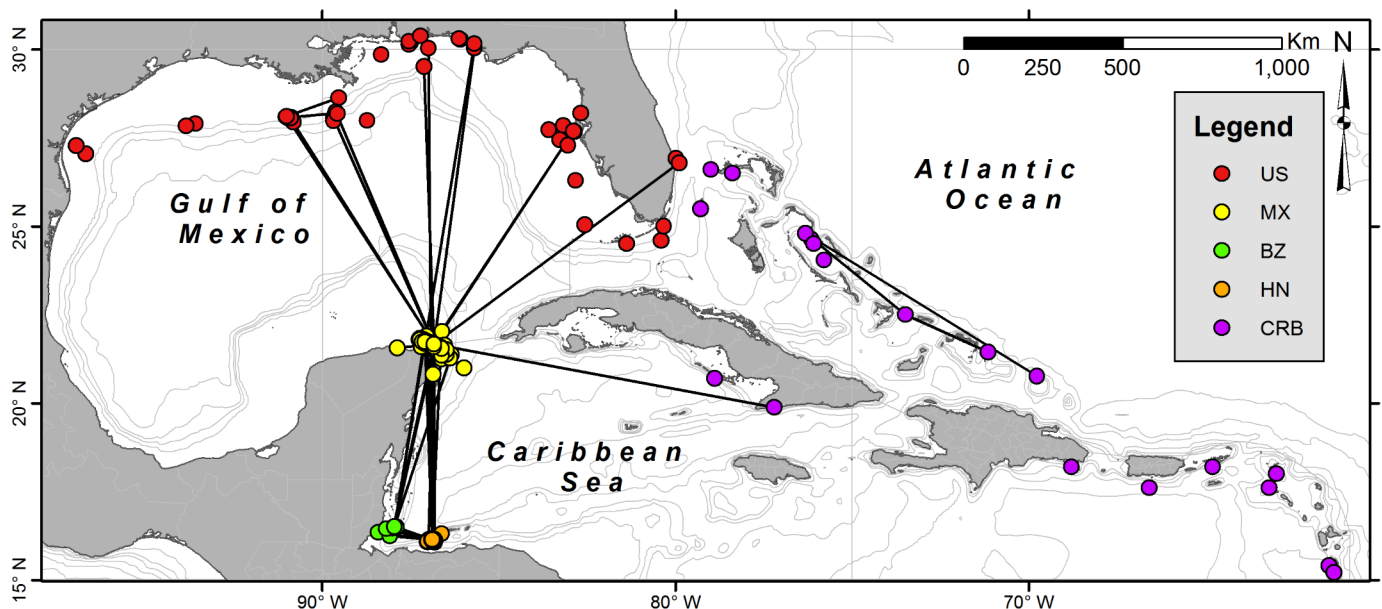 30° N
25° N
20° N
15° N
90° W
80° W
70° W
Km
0 250 500 1,000
N
Gulf of
Mexico
Atlantic
Ocean
Caribbean
Sea
Legend
US
MX
BZ
HN
CRB